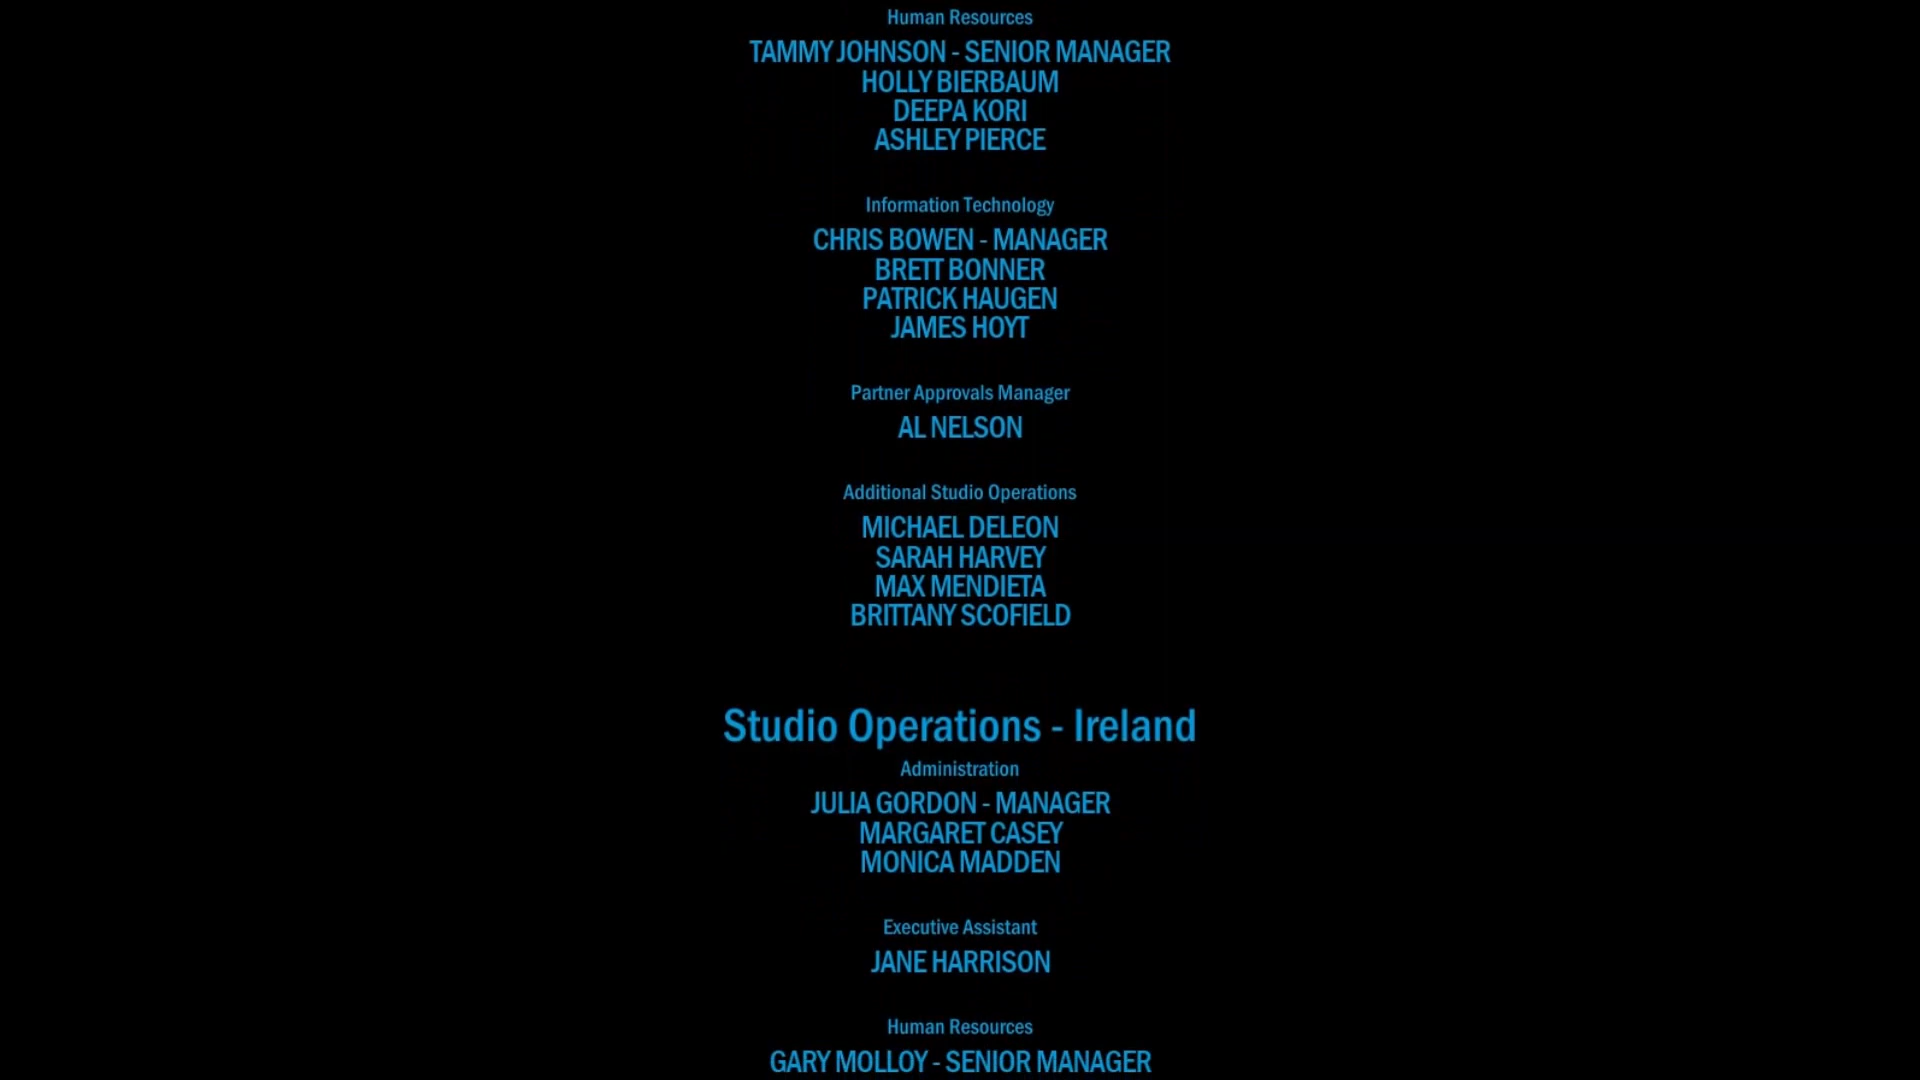 Human Resources
TAMMY JOHNSON - SENIOR MANAGER
HOLLY BIERBAUM
DEEPA KORI
ASHLEY PIERCE
Information Technology
CHRIS BOWEN - MANAGER
BRETT BONNER
PATRICK HAUGEN
JAMES HOYT
Partner Approvals Manager
AL NELSON
Additional Studio Operations
MICHAEL DELEON
SARAH HARVEY
MAX MENDIETA
BRITTANY SCOFIELD
Studio Operations - Ireland
Administration
JULIA GORDON - MANAGER
MARGARET CASEY
MONICA MADDEN
Executive Assistant
JANE HARRISON
Human Resources
GARY MOLLOY - SENIOR MANAGER